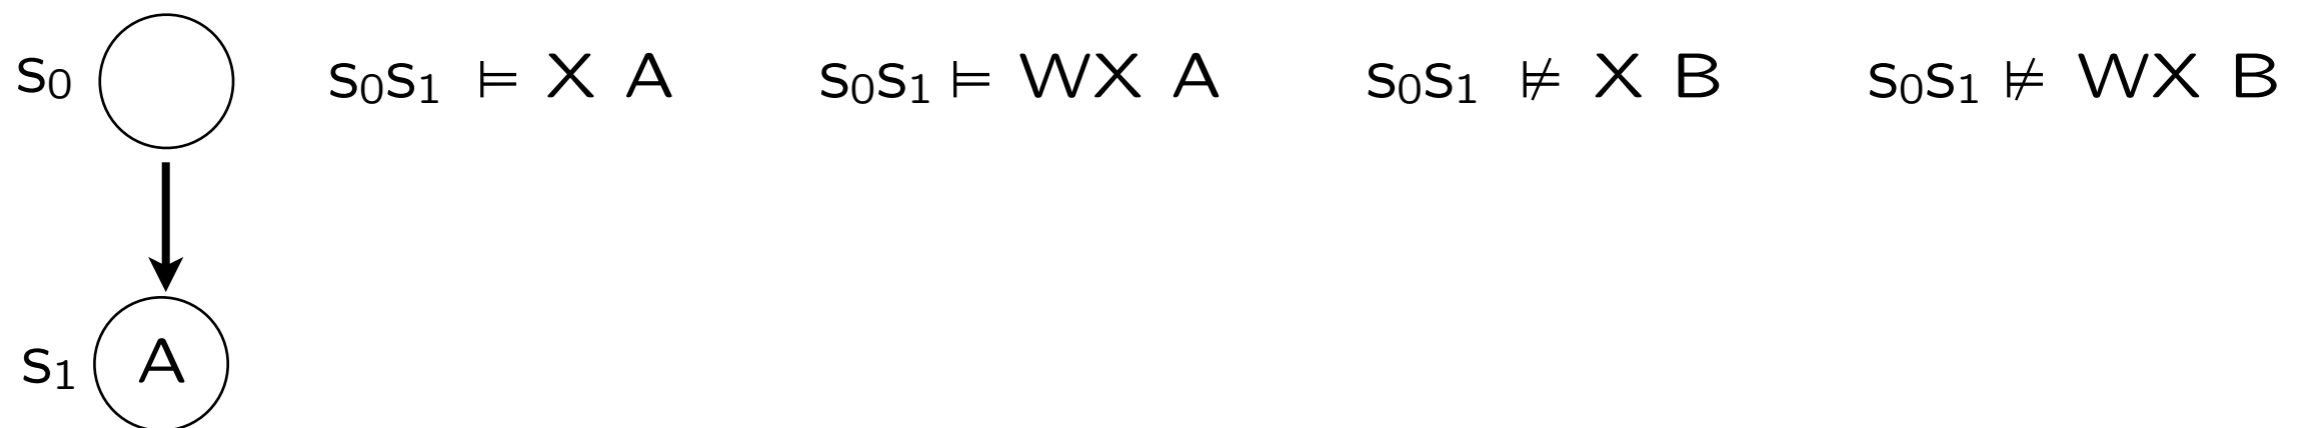 s₀ s₀s₁ ⊨ X A s₀s₁ ⊨ WX A s₀s₁ ⊭ X B s₀s₁ ⊭ WX B
s₁ A